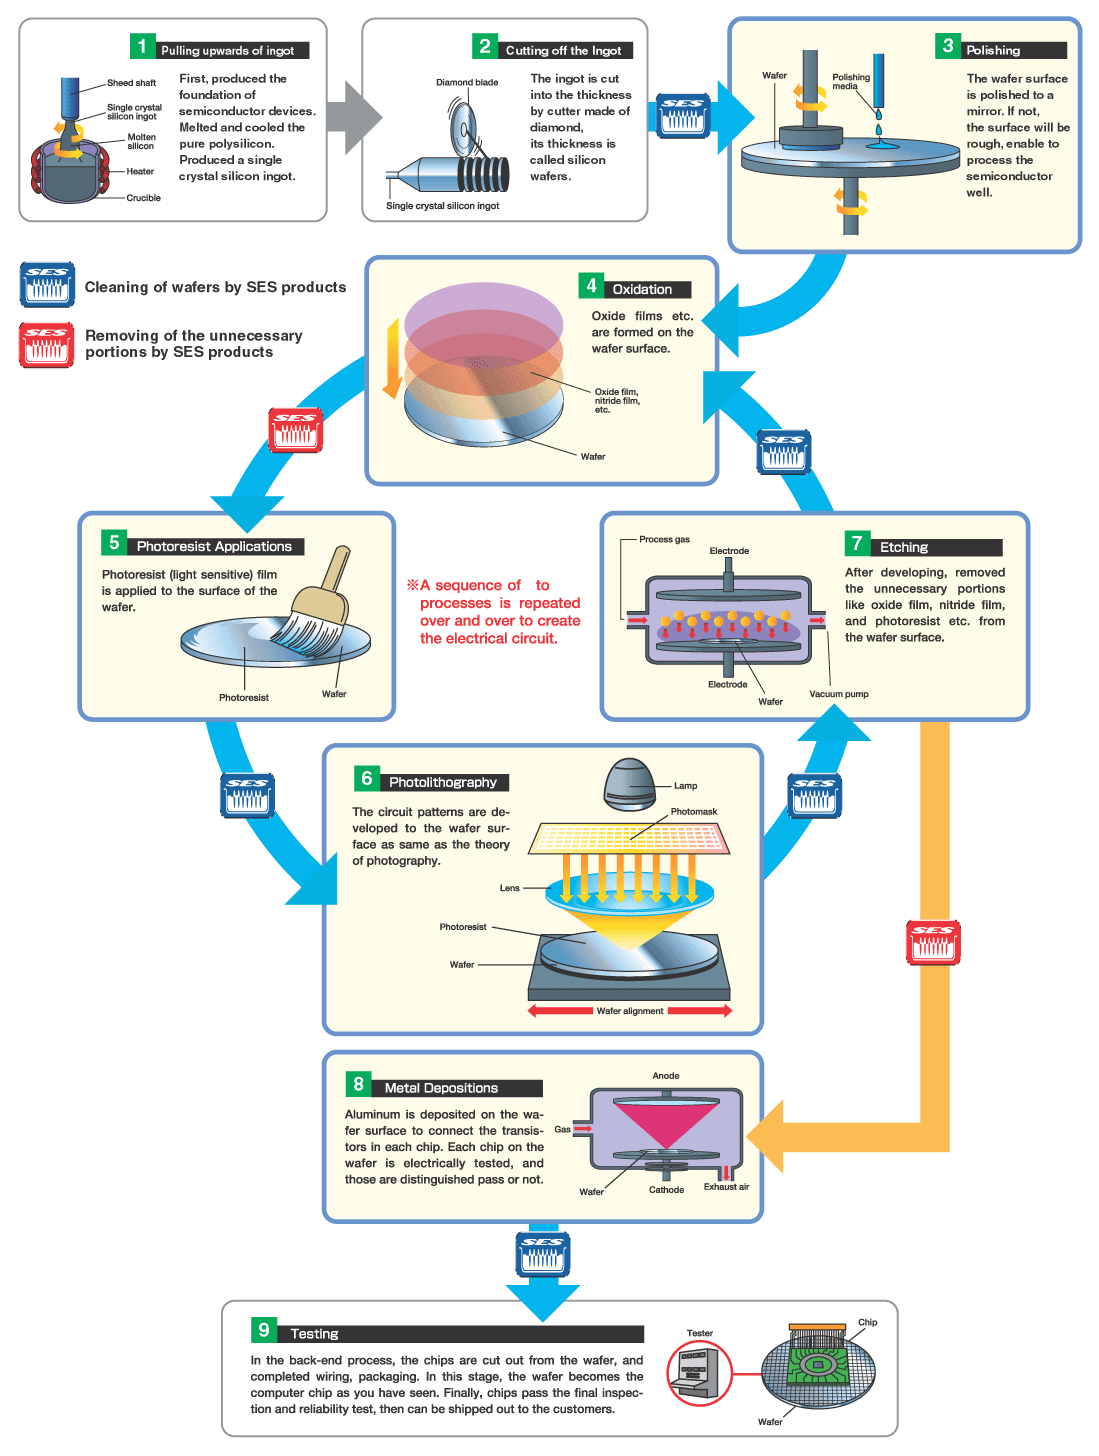 1 Pulling upwards of ingot
Sheed shaft
Single crystal
silicon ingot
Molten
silicon
Heater
Crucible
First, produced the
foundation of
semiconductor devices.
Melted and cooled the
pure polysilicon.
Produced a single
crystal silicon ingot.
2 Cutting off the Ingot
Diamond blade
Single crystal silicon ingot
The ingot is cut
into the thickness
by cutter made of
diamond,
its thickness is
called silicon
wafers.
SES
3 Polishing
Wafer
Polishing
media
The wafer surface
is polished to a
mirror. If not,
the surface will be
rough, enable to
process the
semiconductor
well.
SES
Cleaning of wafers by SES products
SES
Removing of the unnecessary
portions by SES products
4 Oxidation
Oxide films etc.
are formed on the
wafer surface.
Oxide film,
nitride film,
etc.
Wafer
SES
SES
5 Photoresist Applications
Photoresist (light sensitive) film
is applied to the surface of the
wafer.
Photoresist
Wafer
※A sequence of to
processes is repeated
over and over to create
the electrical circuit.
7 Etching
Process gas
Electrode
Electrode
Wafer
Vacuum pump
After developing, removed
the unnecessary portions
like oxide film, nitride film,
and photoresist etc. from
the wafer surface.
SES
SES
6 Photolithography
The circuit patterns are de-
veloped to the wafer sur-
face as same as the theory
of photography.
Lamp
Photomask
Lens
Photoresist
Wafer
Wafer alignment
SES
8 Metal Depositions
Aluminum is deposited on the wa-
fer surface to connect the transis-
tors in each chip. Each chip on the
wafer is electrically tested, and
those are distinguished pass or not.
Anode
Gas
Wafer
Cathode
Exhaust air
SES
9 Testing
In the back-end process, the chips are cut out from the wafer, and
completed wiring, packaging. In this stage, the wafer becomes the
computer chip as you have seen. Finally, chips pass the final inspec-
tion and reliability test, then can be shipped out to the customers.
Tester
Chip
Wafer